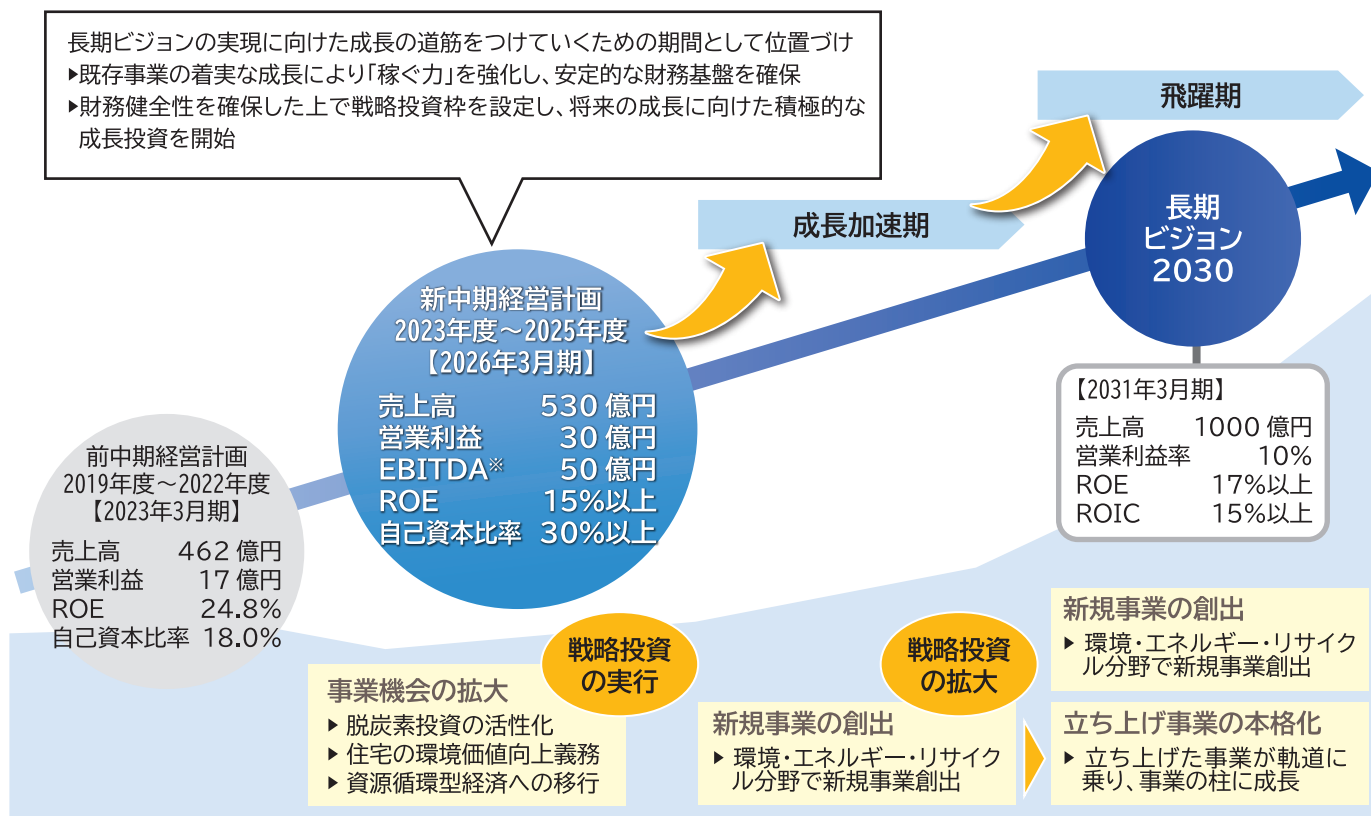 長期ビジョンの実現に向けた成長の道筋をつけていくための期間として位置づけ
▶既存事業の着実な成長により「稼ぐ力」を強化し、安定的な財務基盤を確保
▶財務健全性を確保した上で戦略投資枠を設定し、将来の成長に向けた積極的な
成長投資を開始
飛躍期
成長加速期
長期
ビジョン
2030
新中期経営計画
2023年度～2025年度
【2026年3月期】
売上高 530 億円
営業利益 30 億円
EBITDA※ 50 億円
ROE 15%以上
自己資本比率 30%以上
【2031年3月期】
売上高 1000 億円
営業利益率 10%
ROE 17%以上
ROIC 15%以上
前中期経営計画
2019年度～2022年度
【2023年3月期】
売上高 462 億円
営業利益 17 億円
ROE 24.8%
自己資本比率 18.0%
戦略投資
の実行
事業機会の拡大
▶ 脱炭素投資の活性化
▶ 住宅の環境価値向上義務
▶ 資源循環型経済への移行
戦略投資
の拡大
新規事業の創出
▶ 環境・エネルギー・リサイク
ル分野で新規事業創出
新規事業の創出
▶ 環境・エネルギー・リサイク
ル分野で新規事業創出
立ち上げ事業の本格化
▶ 立ち上げた事業が軌道に
乗り、事業の柱に成長